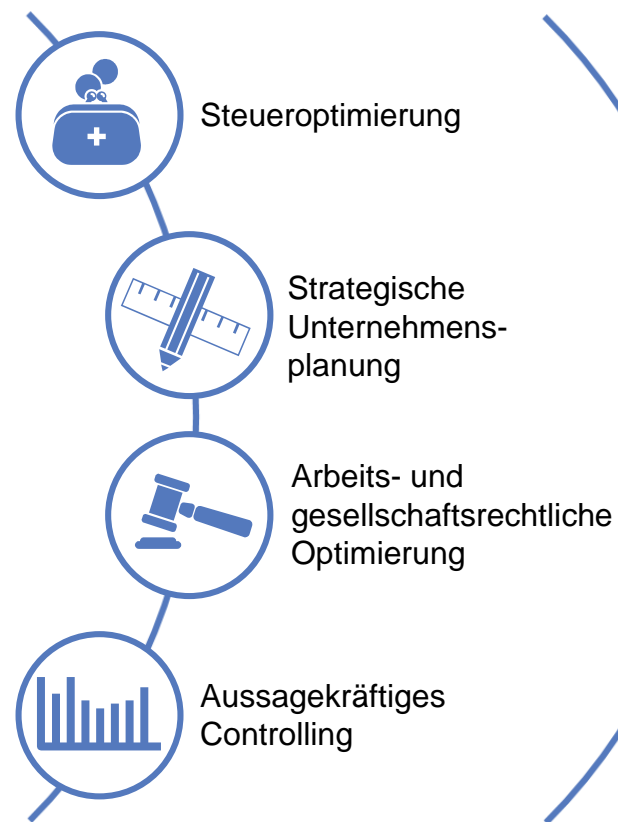 Steueroptimierung
Strategische
Unternehmens-
planung
Arbeits- und
gesellschaftsrechtliche
Optimierung
Aussagekräftiges
Controlling